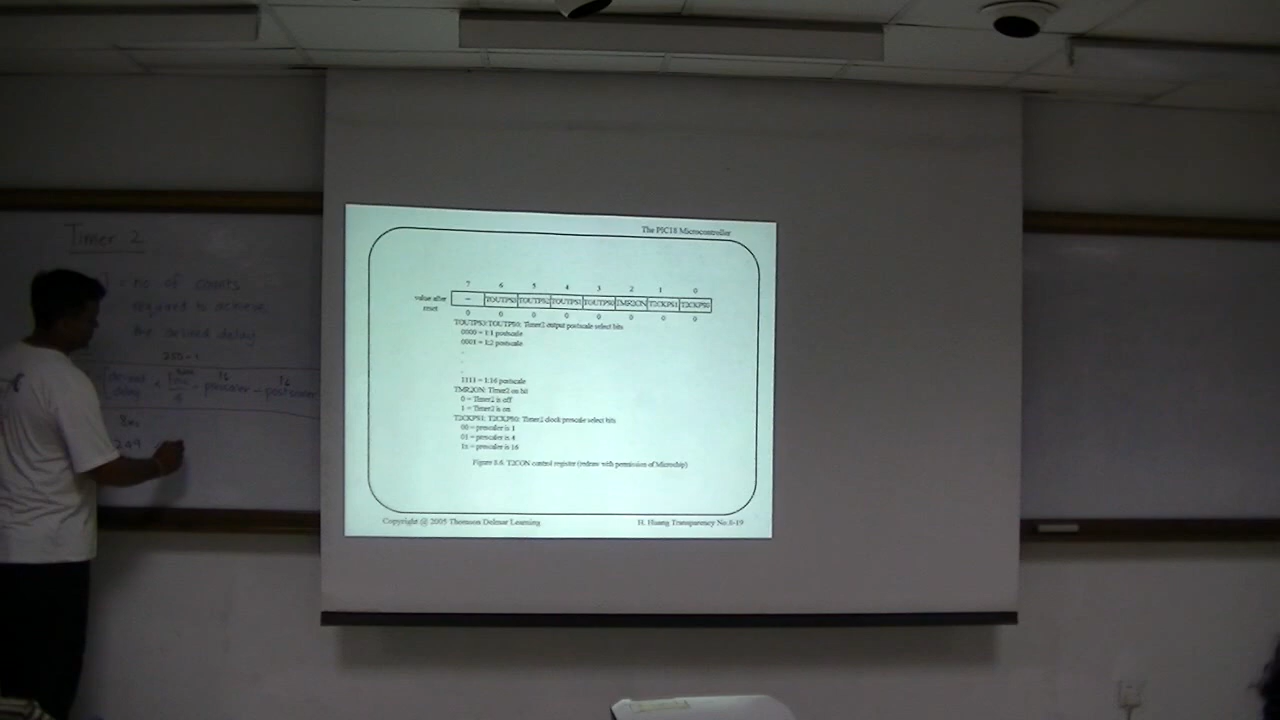 Timer 2
= no of counts
required to achieve
the desired delay
250-1
prescaler - postscaler
16
16
4
8ms
249
The PIC18 Microcontroller
7 6 5 4 3 2 1 0
value after
reset
-- TOUTPS3 TOUTPS2 TOUTPS1 TOUTPS0 TMR2ON T2CKPS1 T2CKPS0
0 0 0 0 0 0 0 0
TOUTPS3:TOUTPS0: Timer2 output postscale select bits
0000 = 1:1 postscale
0001 = 1:2 postscale
.
.
.
1111 = 1:16 postscale
TMR2ON: Timer2 on bit
0 = Timer2 is off
1 = Timer2 is on
T2CKPS1: T2CKPS0: Timer2 clock prescale select bits
00 = prescaler is 1
01 = prescaler is 4
1x = prescaler is 16
Figure 8.6 T2CON control register (redraw with permission of Microchip)
Copyright @ 2005 Thomson Delmar Learning
H. Huang Transparency No.8-19